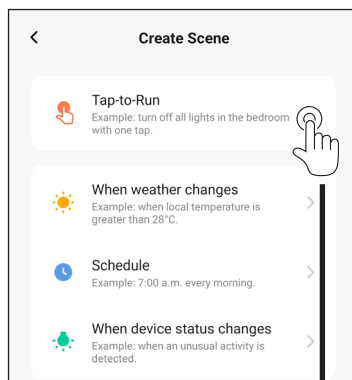 Create Scene
Tap-to-Run
Example: turn off all lights in the bedroom
with one tap.
When weather changes
Example: when local temperature is
greater than 28°C.
Schedule
Example: 7:00 a.m. every morning.
When device status changes
Example: when an unusual activity is
detected.